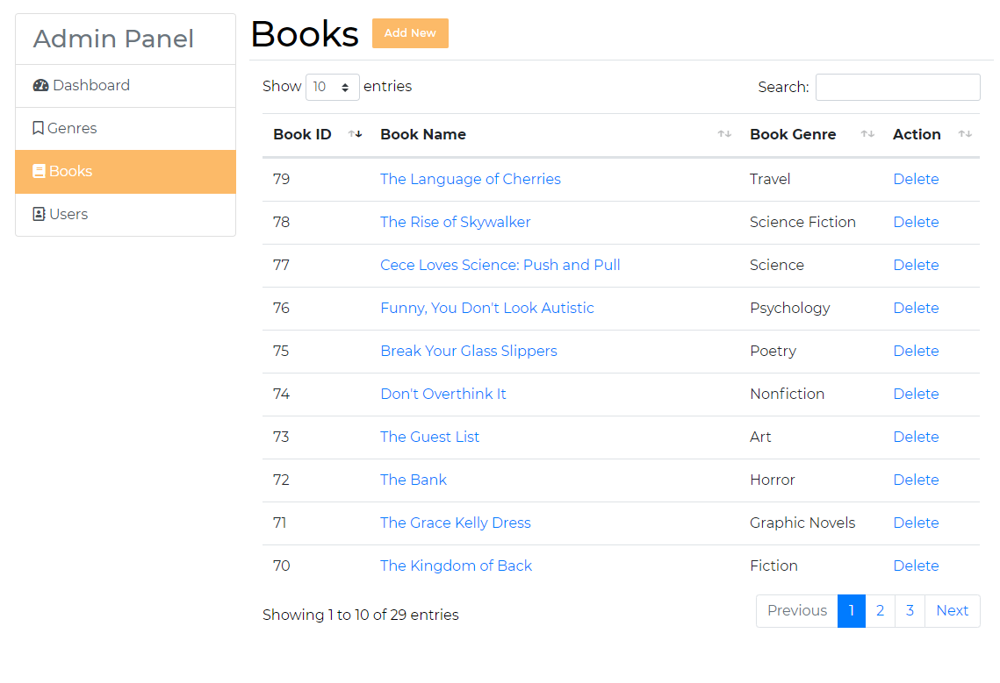 Admin Panel
Dashboard
Genres
Books
Users
Books Add New
Show 10 entries Search:
Book ID Book Name Book Genre Action
79 The Language of Cherries Travel Delete
78 The Rise of Skywalker Science Fiction Delete
77 Cece Loves Science: Push and Pull Science Delete
76 Funny, You Don't Look Autistic Psychology Delete
75 Break Your Glass Slippers Poetry Delete
74 Don't Overthink It Nonfiction Delete
73 The Guest List Art Delete
72 The Bank Horror Delete
71 The Grace Kelly Dress Graphic Novels Delete
70 The Kingdom of Back Fiction Delete
Showing 1 to 10 of 29 entries Previous 1 2 3 Next